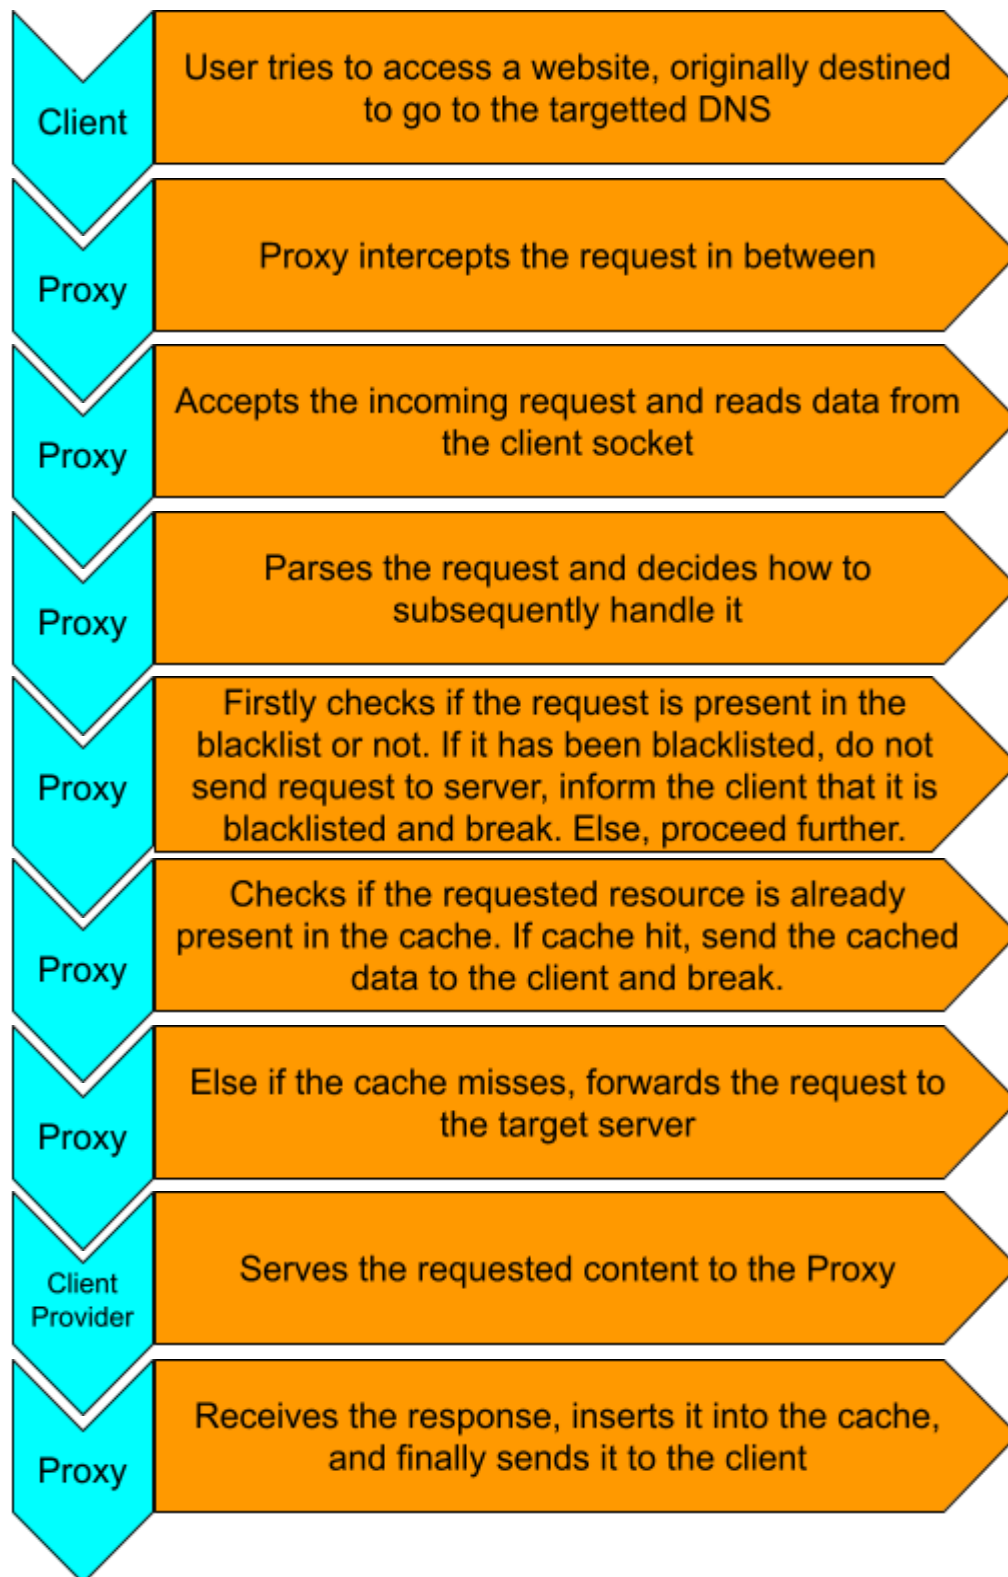 Client
User tries to access a website, originally destined
to go to the targetted DNS
Proxy
Proxy intercepts the request in between
Proxy
Accepts the incoming request and reads data from
the client socket
Proxy
Parses the request and decides how to
subsequently handle it
Proxy
Firstly checks if the request is present in the
blacklist or not. If it has been blacklisted, do not
send request to server, inform the client that it is
blacklisted and break. Else, proceed further.
Proxy
Checks if the requested resource is already
present in the cache. If cache hit, send the cached
data to the client and break.
Proxy
Else if the cache misses, forwards the request to
the target server
Client
Provider
Serves the requested content to the Proxy
Proxy
Receives the response, inserts it into the cache,
and finally sends it to the client